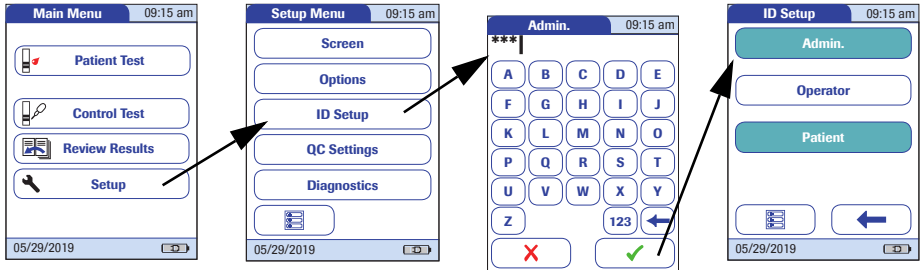 Main Menu 09:15 am
Patient Test
Control Test
Review Results
Setup
05/29/2019
Setup Menu 09:15 am
Screen
Options
ID Setup
QC Settings
Diagnostics
05/29/2019
Admin. 09:15 am
***
A B C D E
F G H I J
K L M N O
P Q R S T
U V W X Y
Z 123
ID Setup 09:15 am
Admin.
Operator
Patient
05/29/2019